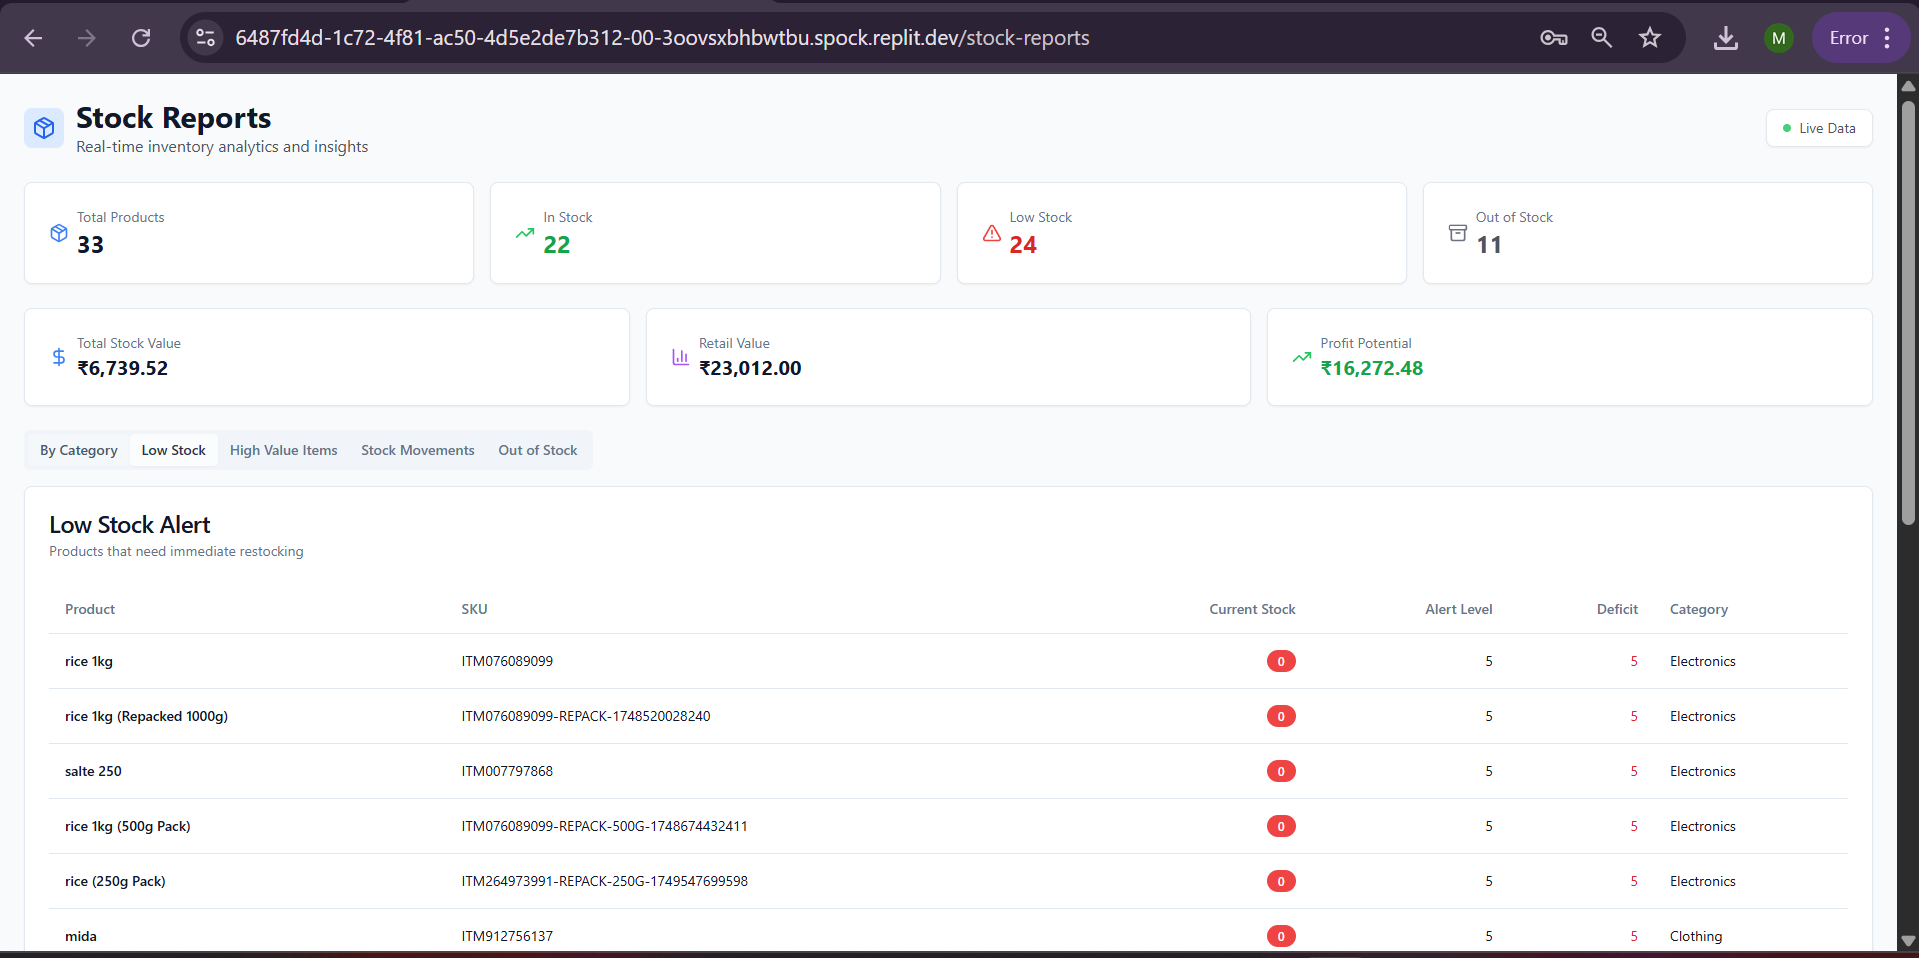 6487fd4d-1c72-4f81-ac50-4d5e2de7b312-00-3oovsxbhbwtbu.spock.replit.dev/stock-reports
M
Error
Stock Reports
Real-time inventory analytics and insights
Live Data
Total Products
33
In Stock
22
Low Stock
24
Out of Stock
11
Total Stock Value
₹6,739.52
Retail Value
₹23,012.00
Profit Potential
₹16,272.48
By Category Low Stock High Value Items Stock Movements Out of Stock
Low Stock Alert
Products that need immediate restocking
Product SKU Current Stock Alert Level Deficit Category
rice 1kg ITM076089099 0 5 5 Electronics
rice 1kg (Repacked 1000g) ITM076089099-REPACK-1748520028240 0 5 5 Electronics
salte 250 ITM007797868 0 5 5 Electronics
rice 1kg (500g Pack) ITM076089099-REPACK-500G-1748674432411 0 5 5 Electronics
rice (250g Pack) ITM264973991-REPACK-250G-1749547699598 0 5 5 Electronics
mida ITM912756137 0 5 5 Clothing